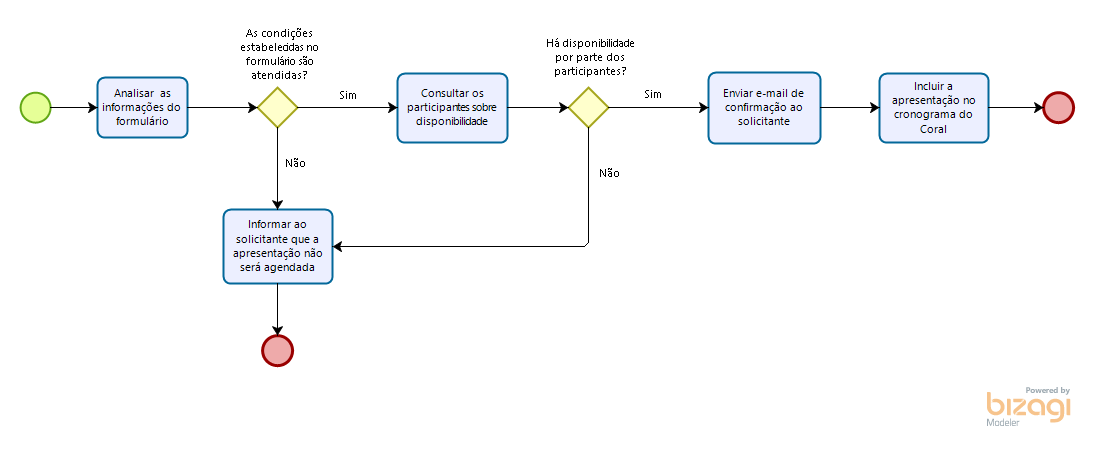 As condições
estabelecidas no
formulário são
atendidas?
Há disponibilidade
por parte dos
participantes?
Analisar as
informações do
formulário
Sim
Consultar os
participantes sobre
disponibilidade
Sim
Enviar e-mail de
confirmação ao
solicitante
Incluir a
apresentação no
cronograma do
Coral
Não
Não
Informar ao
solicitante que a
apresentação não
será agendada
Powered by
bizagi
Modeler